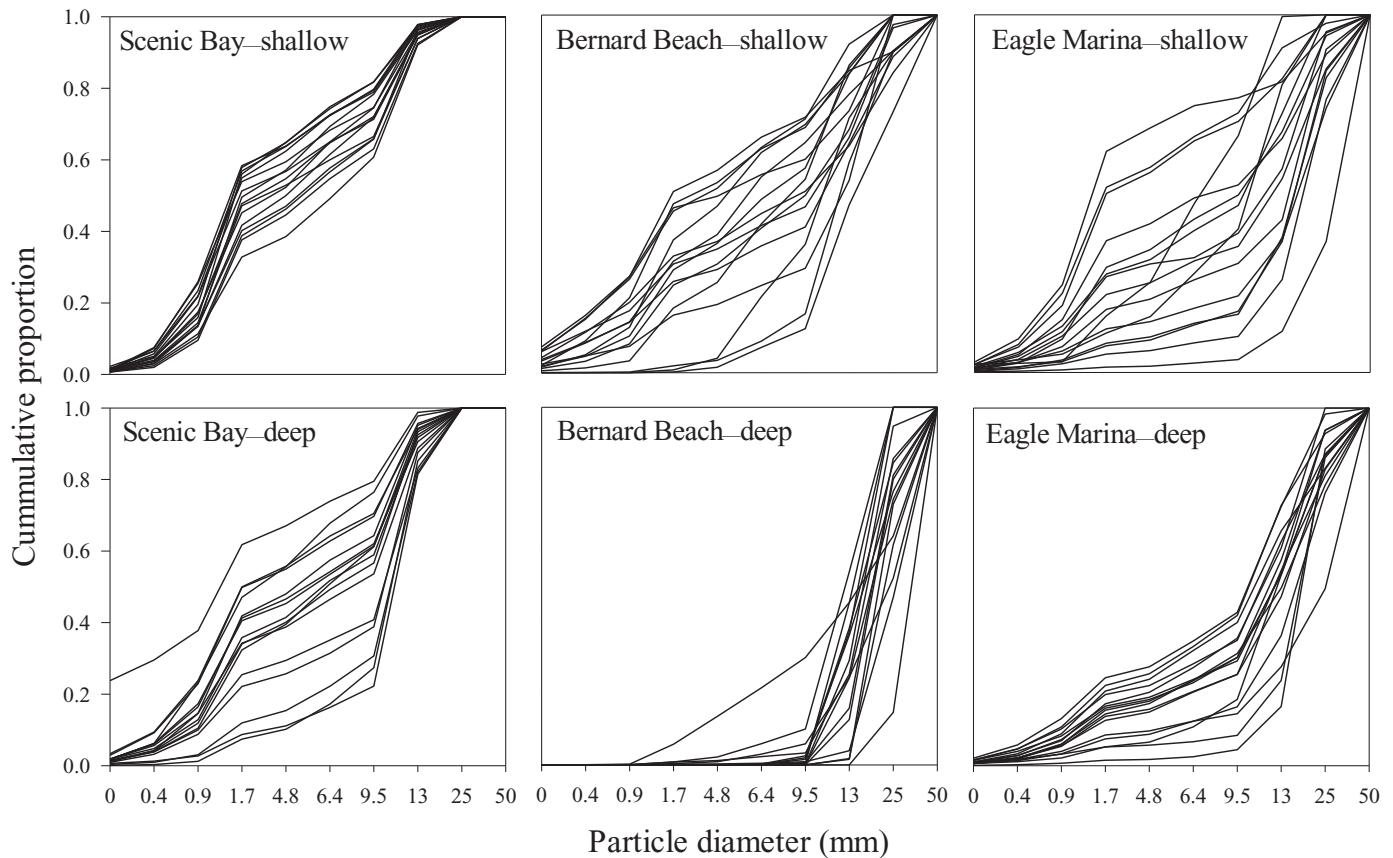 Scenic Bay—shallow
Bernard Beach—shallow
Eagle Marina—shallow
1.0
0.8
0.6
0.4
0.2
0.0
Scenic Bay—deep
Bernard Beach—deep
Eagle Marina—deep
1.0
0.8
0.6
0.4
0.2
0.0
Cummulative proportion
0 0.4 0.9 1.7 4.8 6.4 9.5 13 25 50
0 0.4 0.9 1.7 4.8 6.4 9.5 13 25 50
0 0.4 0.9 1.7 4.8 6.4 9.5 13 25 50
Particle diameter (mm)